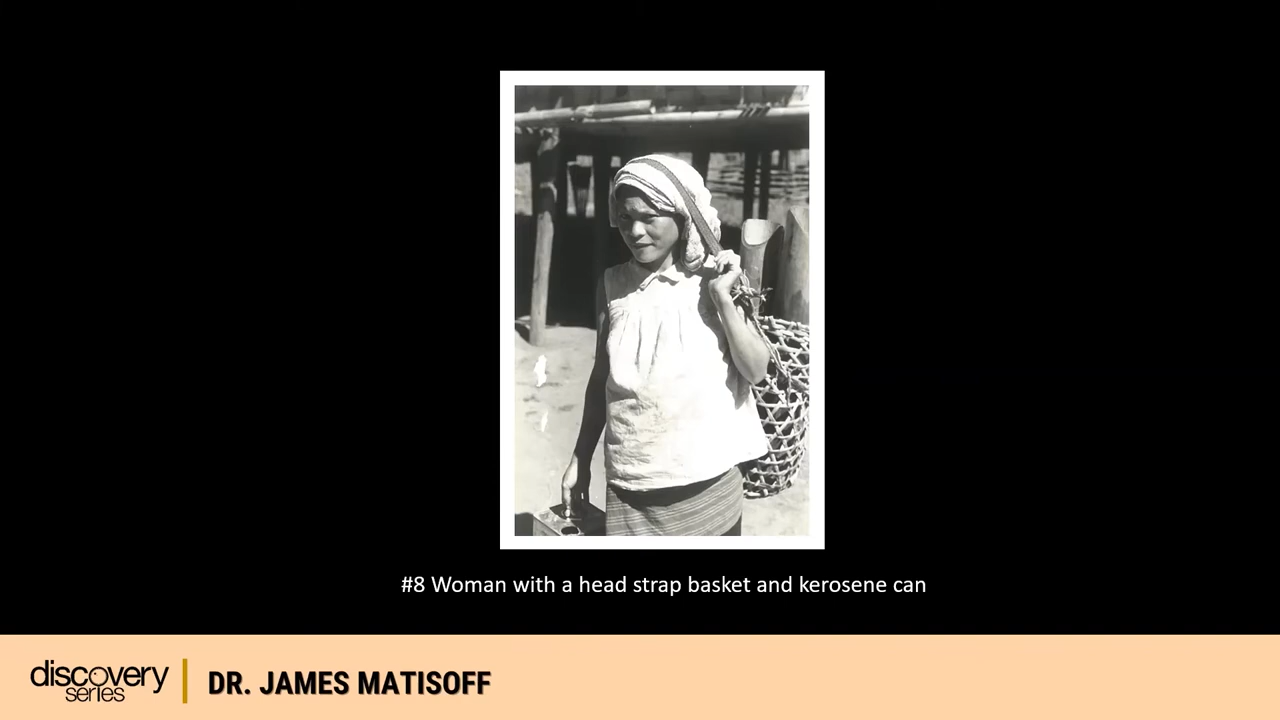 #8 Woman with a head strap basket and kerosene can
discovery
series
DR. JAMES MATISOFF